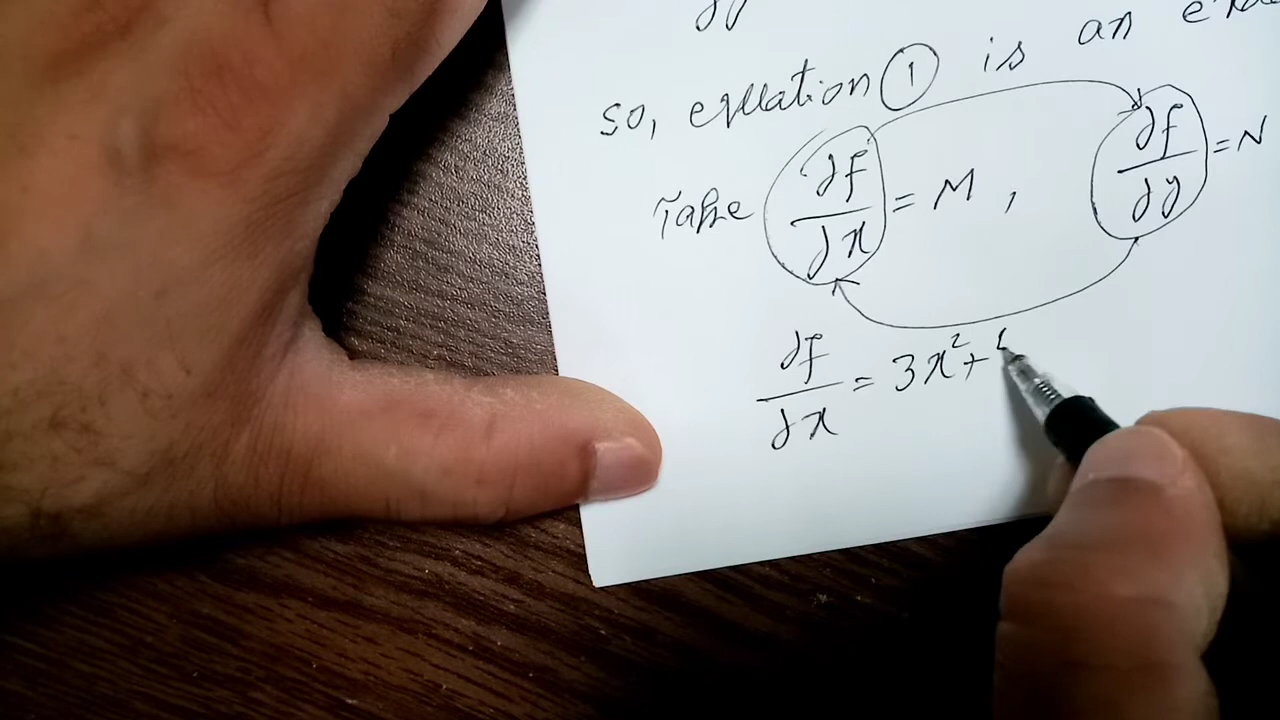 so, equation ① is an
Take ∂f/∂x = M, ∂f/∂y = N
∂f/∂x = 3x² +